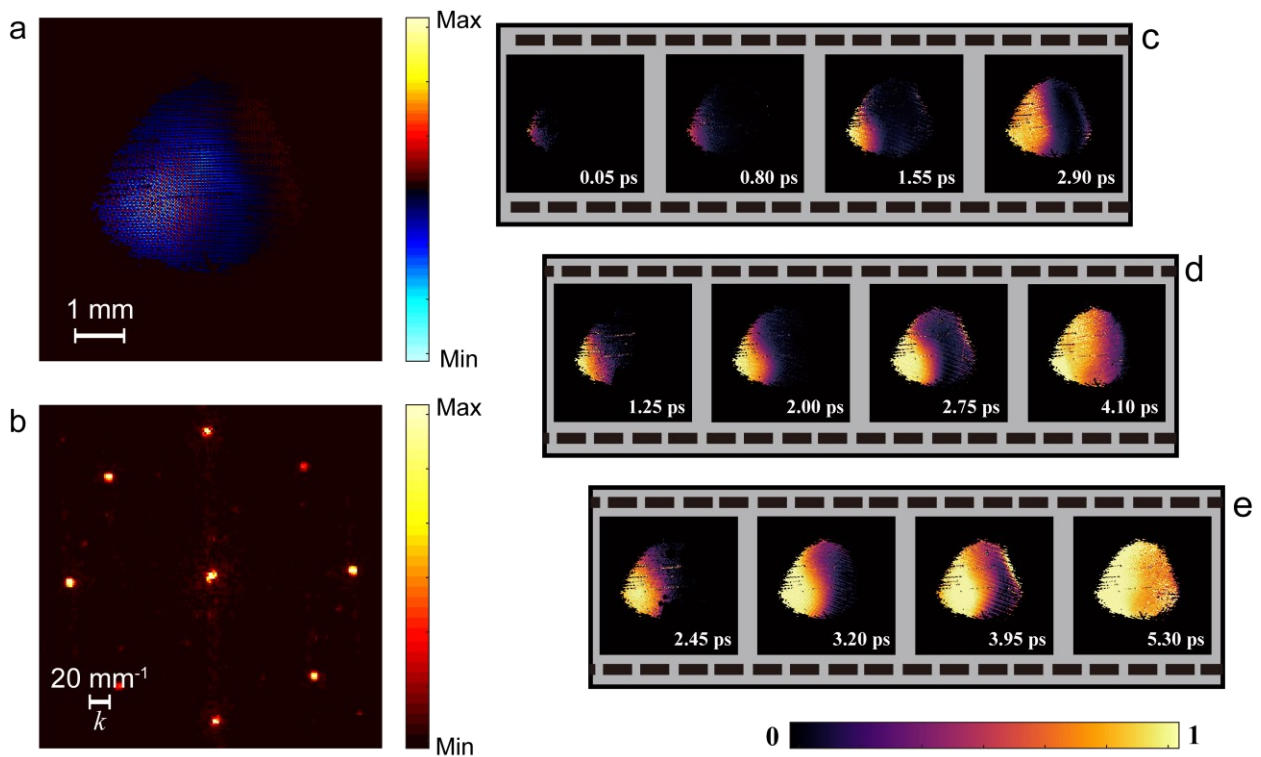 a
Max
Min
1 mm
b
Max
Min
20 mm-1
k
c
0.05 ps
0.80 ps
1.55 ps
2.90 ps
d
1.25 ps
2.00 ps
2.75 ps
4.10 ps
e
2.45 ps
3.20 ps
3.95 ps
5.30 ps
0
1